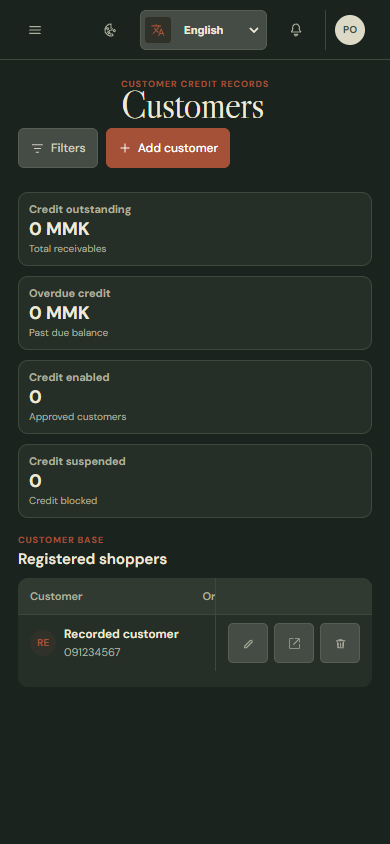 English
PO
CUSTOMER CREDIT RECORDS
Customers
Filters
Add customer
Credit outstanding
0 MMK
Total receivables
Overdue credit
0 MMK
Past due balance
Credit enabled
0
Approved customers
Credit suspended
0
Credit blocked
CUSTOMER BASE
Registered shoppers
Customer Or
RE
Recorded customer
091234567